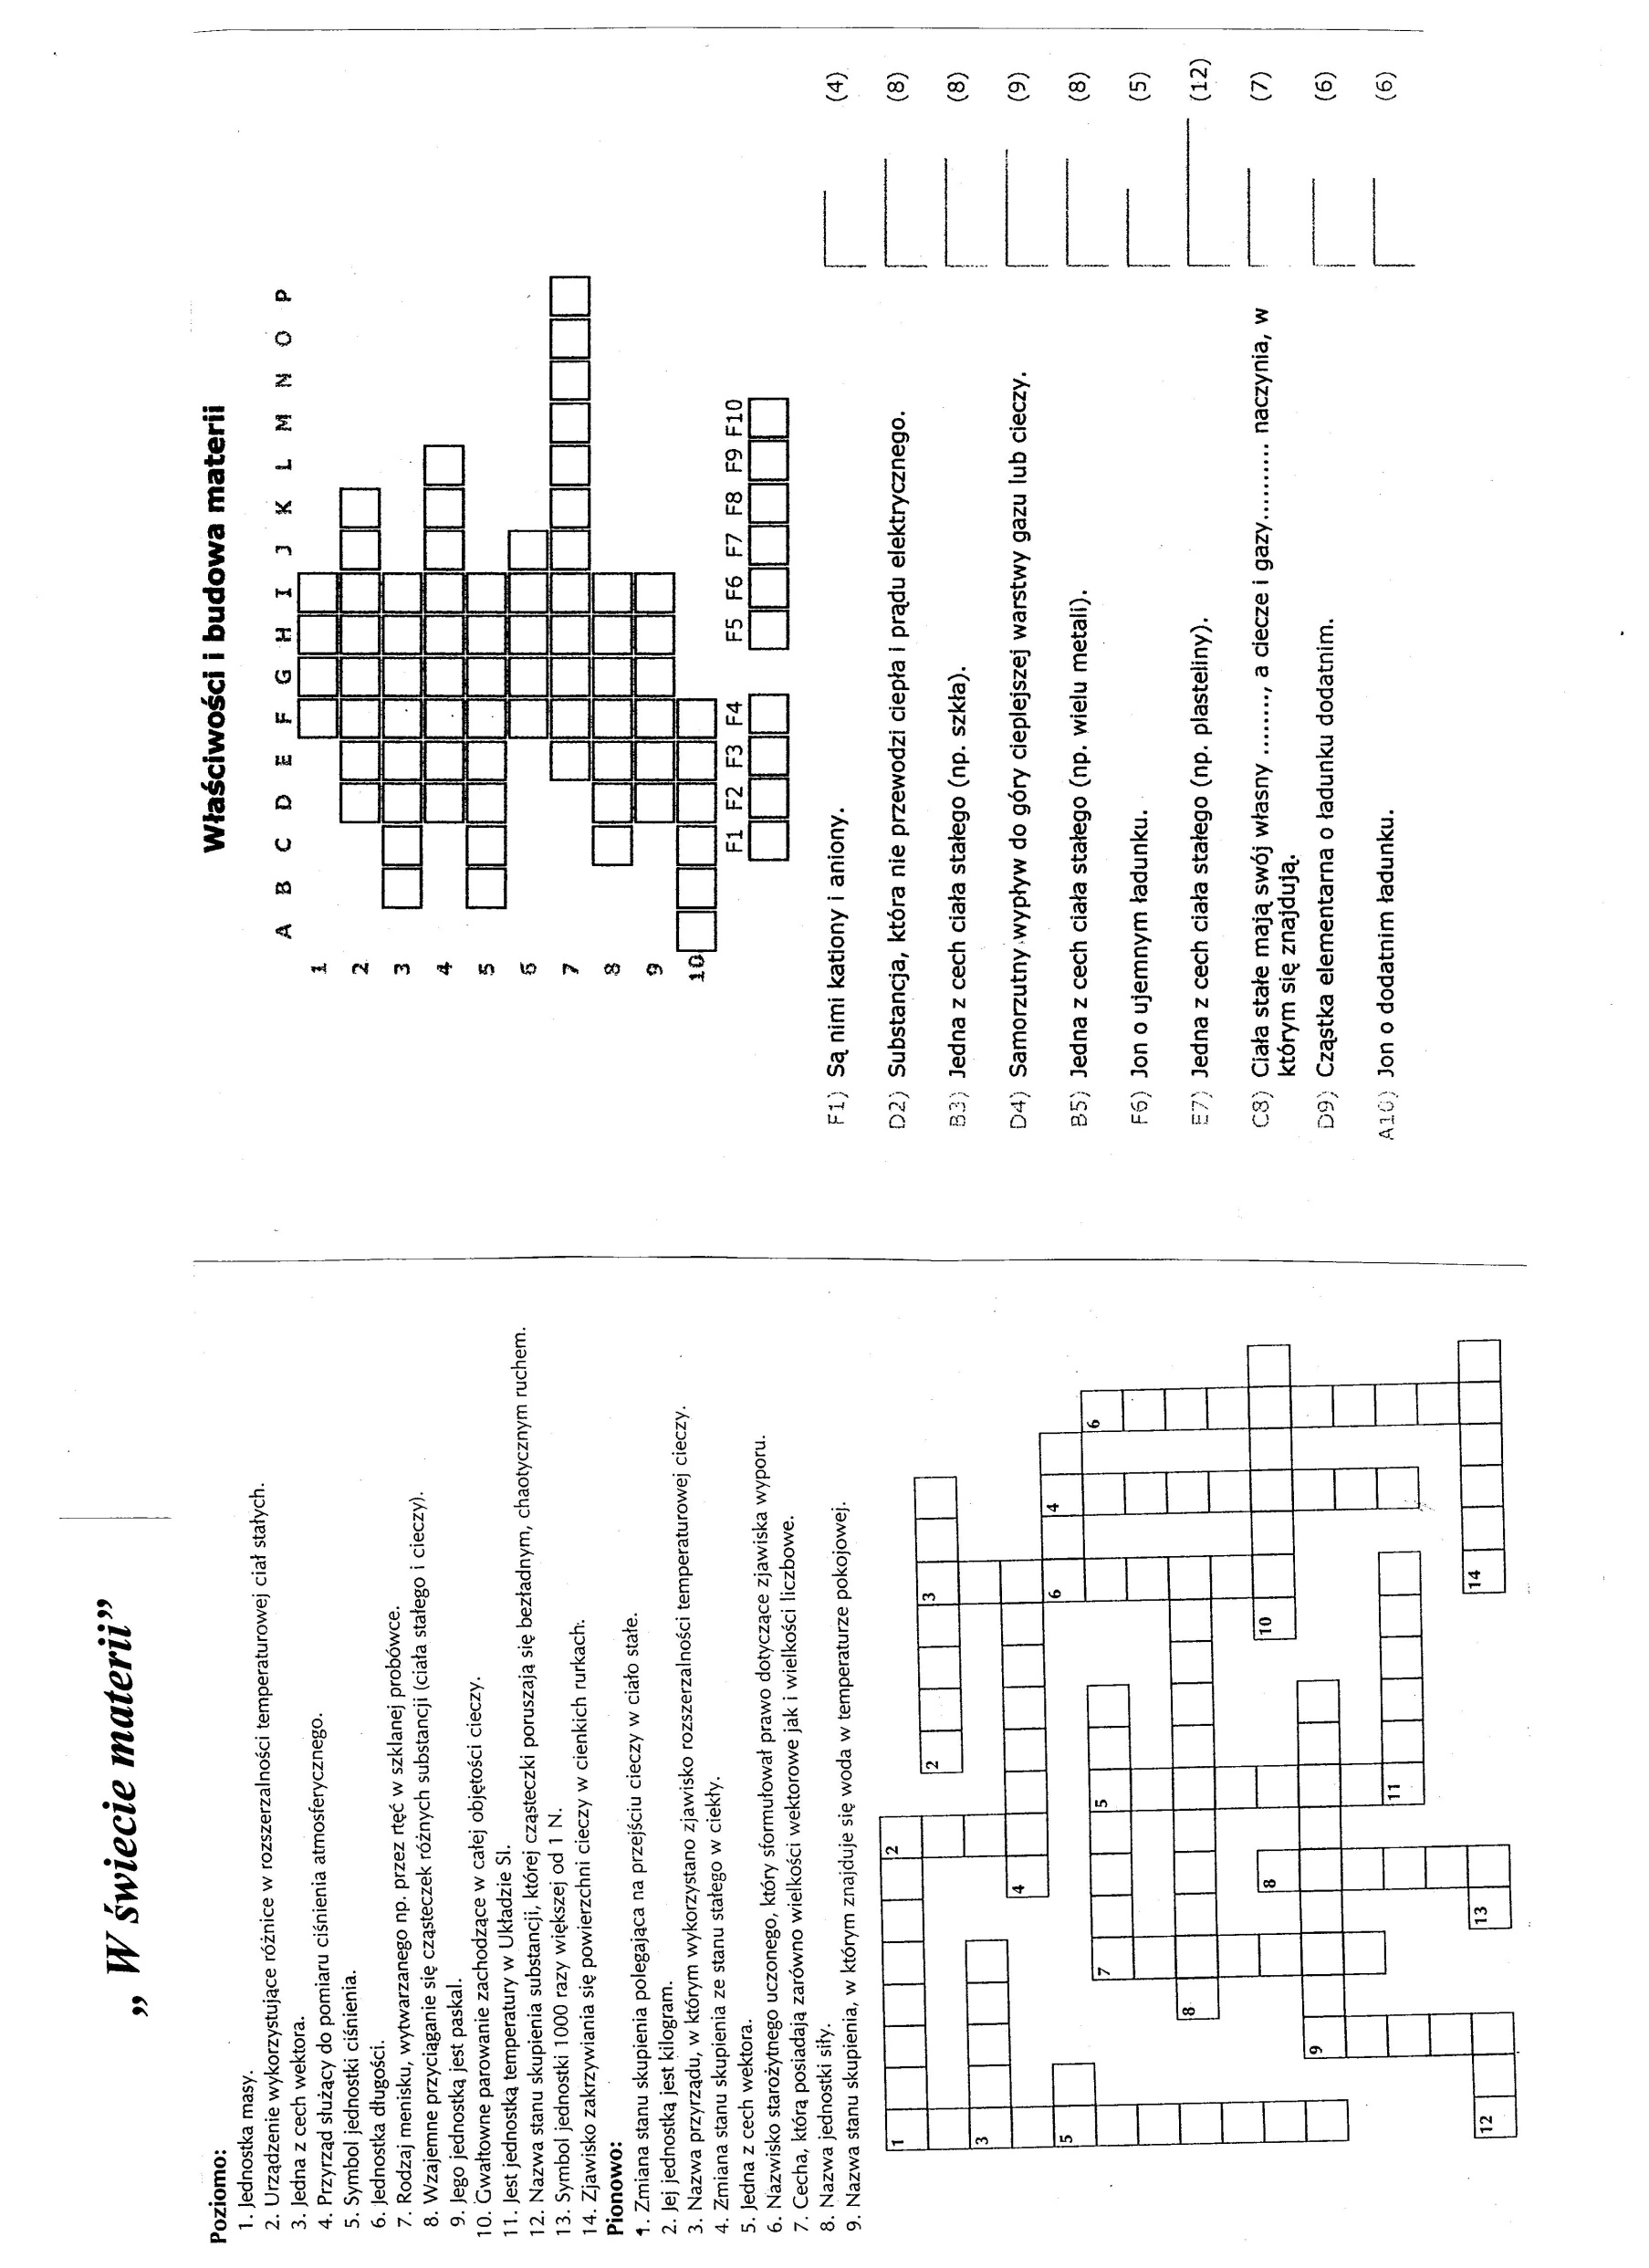 „ W świecie materii”
Poziomo:
1. Jednostka masy.
2. Urządzenie wykorzystujące różnice w rozszerzalności temperaturowej ciał stałych.
3. Jedna z cech wektora.
4. Przyrząd służący do pomiaru ciśnienia atmosferycznego.
5. Symbol jednostki ciśnienia.
6. Jednostka długości.
7. Rodzaj menisku, wytwarzanego np. przez rtęć w szklanej probówce.
8. Wzajemne przyciąganie się cząsteczek różnych substancji (ciała stałego i cieczy).
9. Jego jednostką jest paskal.
10. Gwałtowne parowanie zachodzące w całej objętości cieczy.
11. Jest jednostką temperatury w Układzie SI.
12. Nazwa stanu skupienia substancji, której cząsteczki poruszają się bezładnym, chaotycznym ruchem.
13. Symbol jednostki 1000 razy większej od 1 N.
14. Zjawisko zakrzywiania się powierzchni cieczy w cienkich rurkach.
Pionowo:
1. Zmiana stanu skupienia polegająca na przejściu cieczy w ciało stałe.
2. Jej jednostką jest kilogram.
3. Nazwa przyrządu, w którym wykorzystano zjawisko rozszerzalności temperaturowej cieczy.
4. Zmiana stanu skupienia ze stanu stałego w ciekły.
5. Jedna z cech wektora.
6. Nazwisko starożytnego uczonego, który sformułował prawo dotyczące zjawiska wyporu.
7. Cecha, którą posiadają zarówno wielkości wektorowe jak i wielkości liczbowe.
8. Nazwa jednostki siły.
9. Nazwa stanu skupienia, w którym znajduje się woda w temperaturze pokojowej.
1 2
2 3
3
4
5 6 4
7 5 6
8
8 10
9
11
12 13 14
Właściwości i budowa materii
A B C D E F G H I J K L M N O P
1
2
3
4
5
6
7
8
9
10
F1 F2 F3 F4 F5 F6 F7 F8 F9 F10
F1) Są nimi kationy i aniony. (4)
D2) Substancja, która nie przewodzi ciepła i prądu elektrycznego. (8)
B3) Jedna z cech ciała stałego (np. szkła). (8)
D4) Samorzutny wypływ do góry cieplejszej warstwy gazu lub cieczy. (9)
B5) Jedna z cech ciała stałego (np. wielu metali). (8)
F6) Jon o ujemnym ładunku. (5)
E7) Jedna z cech ciała stałego (np. plasteliny). (12)
C8) Ciała stałe mają swój własny ........, a ciecze i gazy.......... naczynia, w (7)
którym się znajdują.
D9) Cząstka elementarna o ładunku dodatnim. (6)
A10) Jon o dodatnim ładunku. (6)